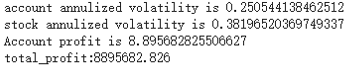 account annulized volatility is 0.250544138462512
stock annulized volatility is 0.38196520369749337
Account profit is 8.895682825506627
total_profit:8895682.826